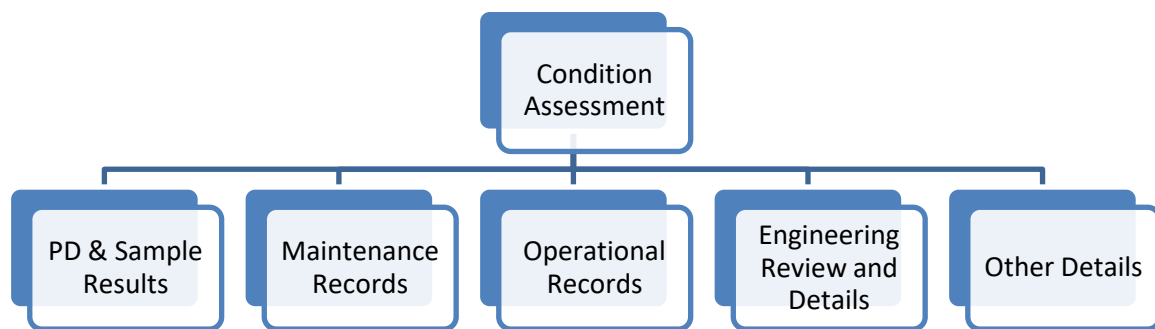 Condition
Assessment
PD & Sample
Results
Maintenance
Records
Operational
Records
Engineering
Review and
Details
Other Details